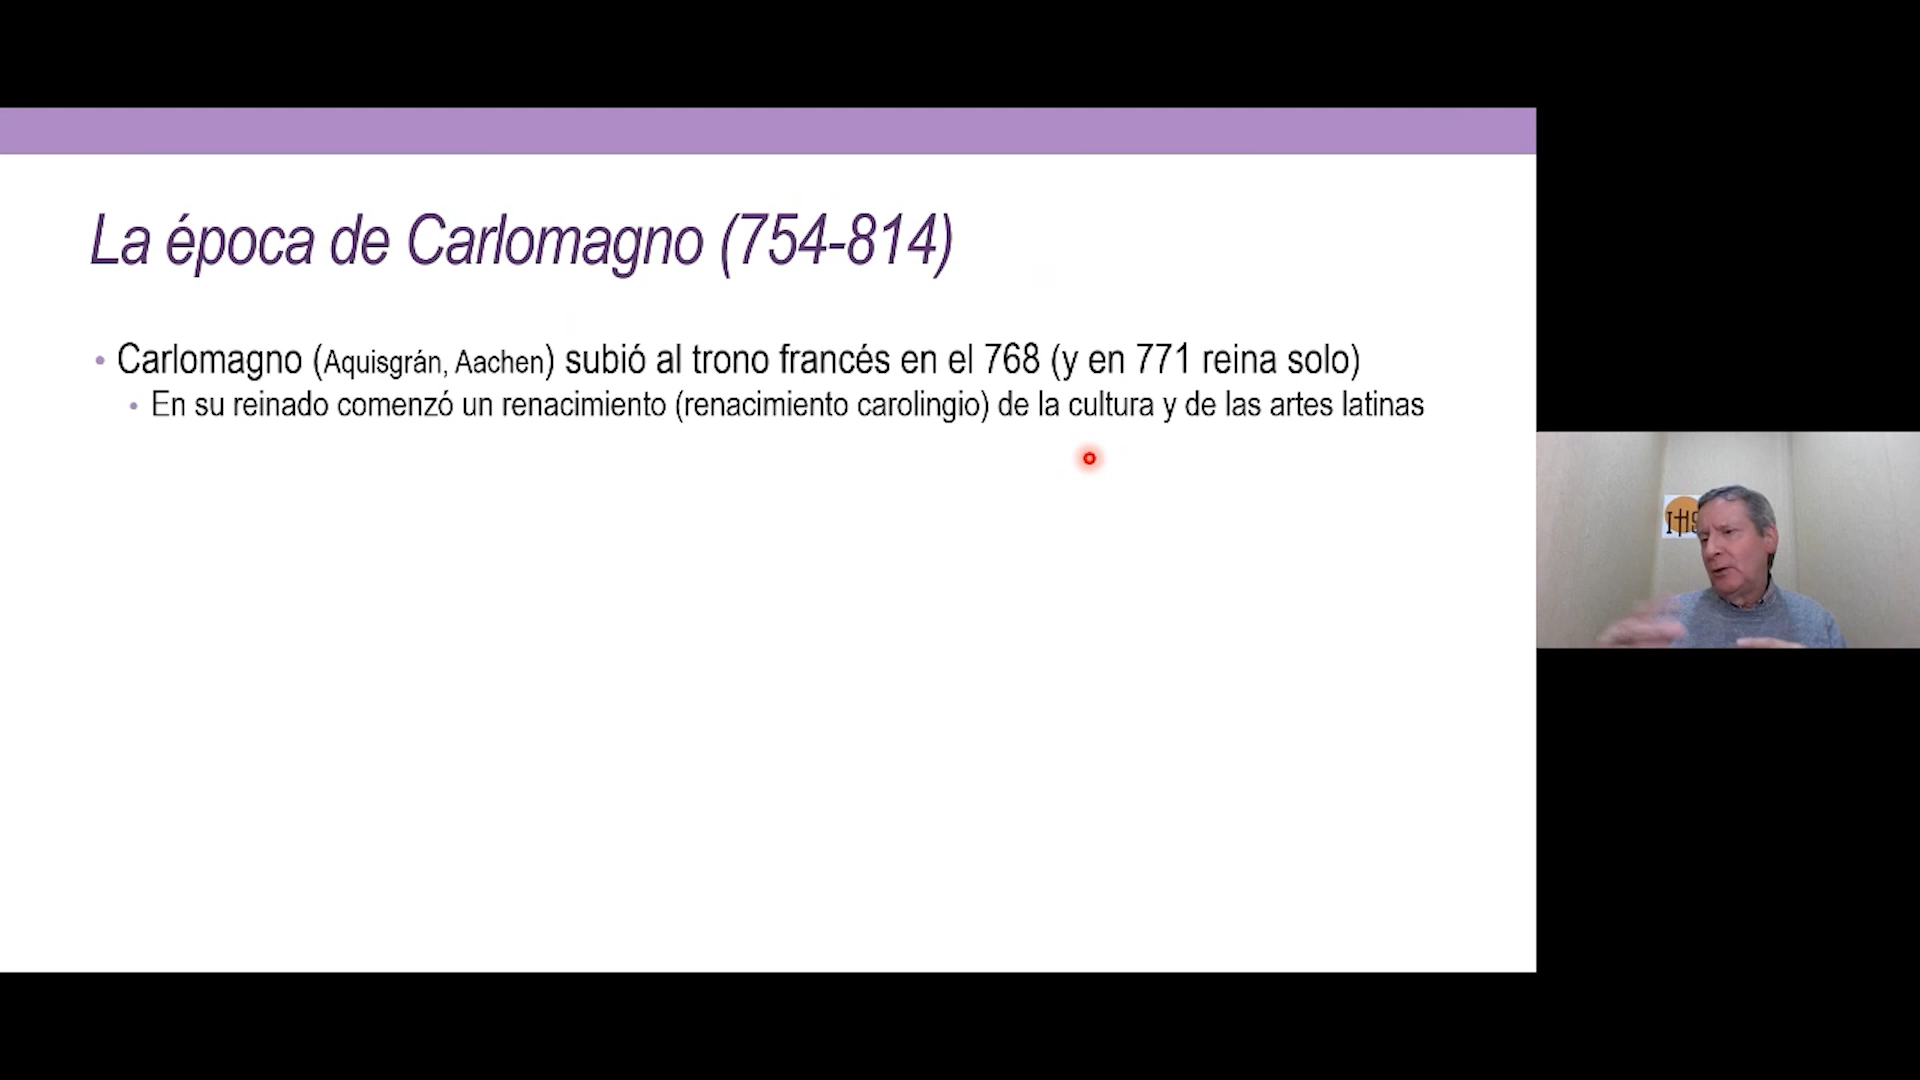 La época de Carlomagno (754-814)
• Carlomagno (Aquisgrán, Aachen) subió al trono francés en el 768 (y en 771 reina solo)
• En su reinado comenzó un renacimiento (renacimiento carolingio) de la cultura y de las artes latinas
IHS